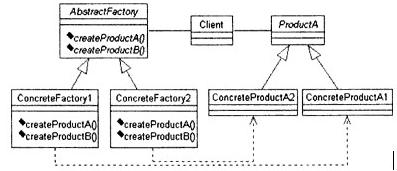 AbstractFactory
createProductA()
createProductB()
Client
ProductA
ConcreteFactory1
createProductA()
createProductB()
ConcreteFactory2
createProductA()
createProductB()
ConcreteProductA2
ConcreteProductA1